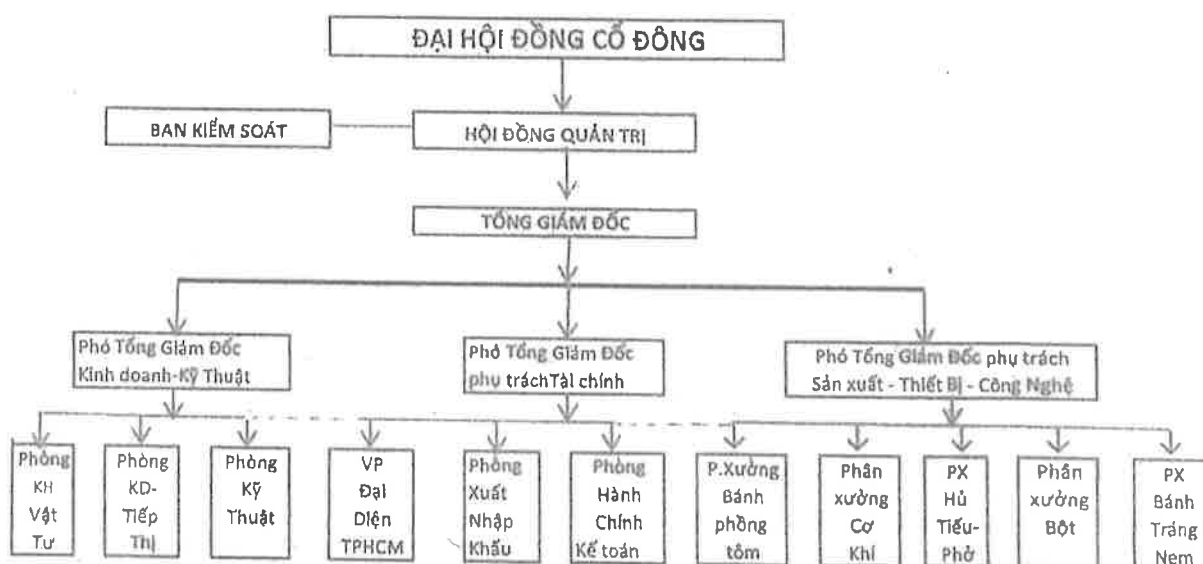 ĐẠI HỘI ĐỒNG CỔ ĐÔNG
BAN KIỂM SOÁT
HỘI ĐỒNG QUẢN TRỊ
TỔNG GIÁM ĐỐC
Phó Tổng Giám Đốc
Kinh doanh-Kỹ Thuật
Phó Tổng Giám Đốc
phụ tráchTài chính
Phó Tổng Giám Đốc phụ trách
Sản xuất - Thiết Bị - Công Nghệ
Phòng
KH
Vật
Tư
Phòng
KD-
Tiếp
Thị
Phòng
Kỹ
Thuật
VP
Đại
Diện
TPHCM
Phòng
Xuất
Nhập
Khẩu
Phòng
Hành
Chính
Kế toán
P.Xưởng
Bánh
phồng
tôm
Phân
xưởng
Cơ
Khí
PX
Hủ
Tiếu-
Phở
Phân
xưởng
Bột
PX
Bánh
Tráng
Nem